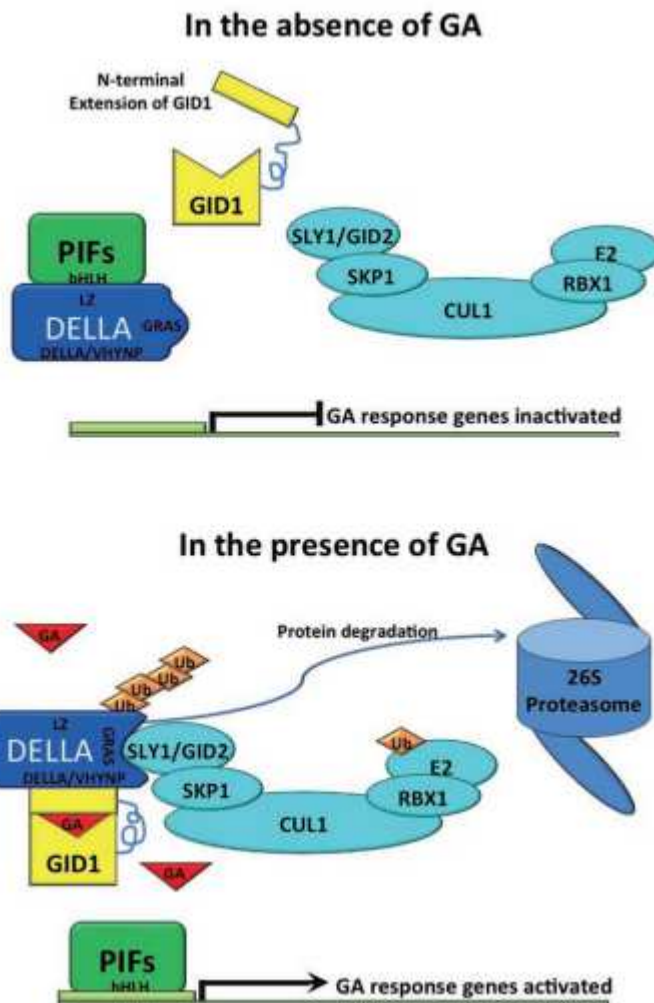 In the absence of GA
N-terminal
Extension of GID1
GID1
PIFs
bHLH
LZ
DELLA
GRAS
DELLA/VHYNP
SLY1/GID2
SKP1
CUL1
E2
RBX1
GA response genes inactivated
In the presence of GA
GA
Protein degradation
Ub
Ub
Ub
Ub
26S
Proteasome
LZ
DELLA
GRAS
DELLA/VHYNP
SLY1/GID2
SKP1
CUL1
Ub
E2
RBX1
GA
GID1
GA
PIFs
bHLH
GA response genes activated